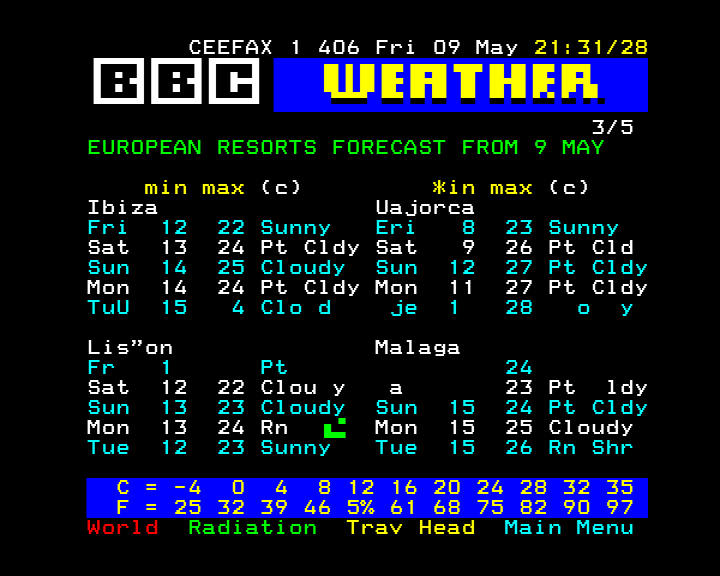 CEEFAX 1 406 Fri 09 May 21:31/28
BBC WEATHER
3/5
EUROPEAN RESORTS FORECAST FROM 9 MAY
min max (c) *in max (c)
Ibiza Uajorca
Fri 12 22 Sunny Eri 8 23 Sunny
Sat 13 24 Pt Cldy Sat 9 26 Pt Cld
Sun 14 25 Cloudy Sun 12 27 Pt Cldy
Mon 14 24 Pt Cldy Mon 11 27 Pt Cldy
TuU 15 4 Clo d je 1 28 o y
Lis"on Malaga
Fr 1 Pt 24
Sat 12 22 Clou y a 23 Pt ldy
Sun 13 23 Cloudy Sun 15 24 Pt Cldy
Mon 13 24 Rn Mon 15 25 Cloudy
Tue 12 23 Sunny Tue 15 26 Rn Shr
C = -4 0 4 8 12 16 20 24 28 32 35
F = 25 32 39 46 5% 61 68 75 82 90 97
World Radiation Trav Head Main Menu